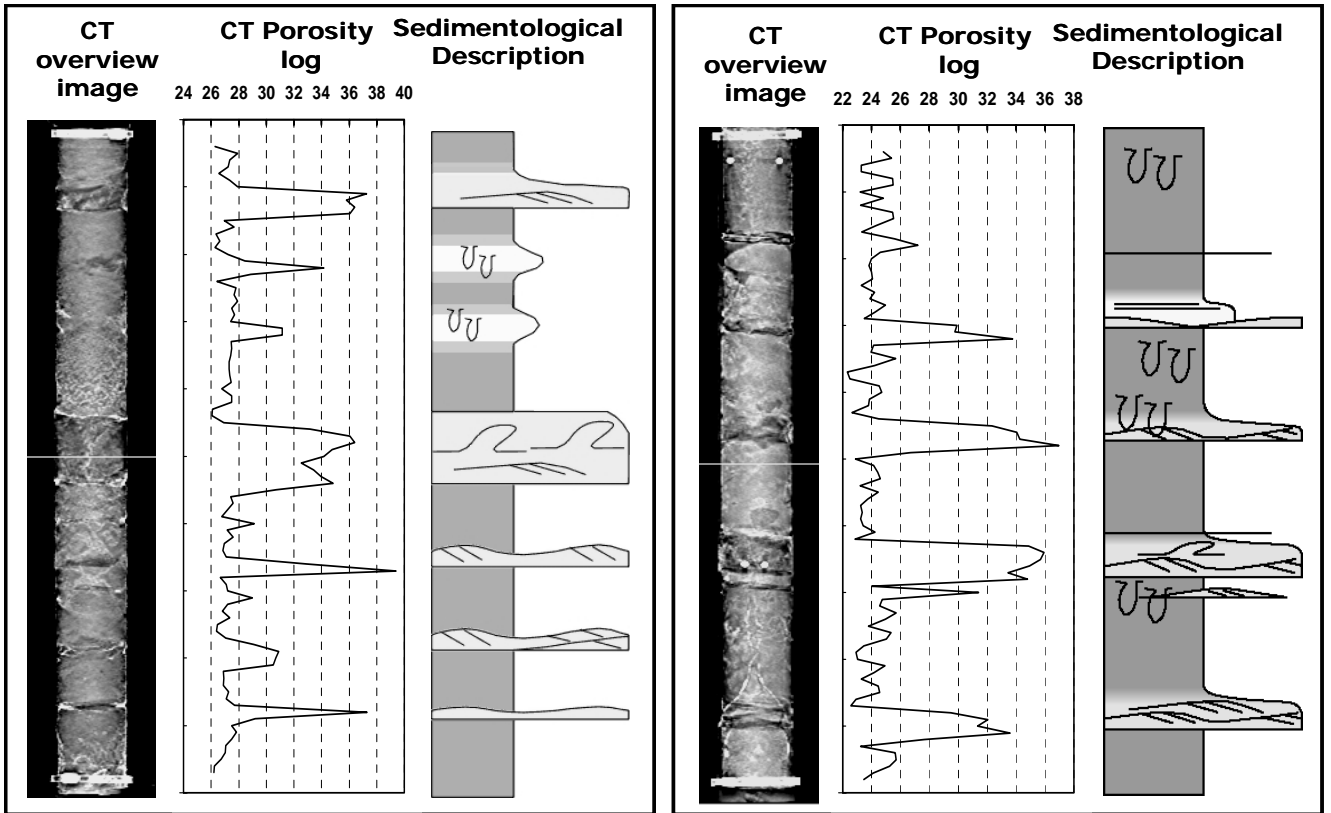 CT
overview
image
CT Porosity
log
Sedimentological
Description
24 26 28 30 32 34 36 38 40
CT
overview
image
CT Porosity
log
Sedimentological
Description
22 24 26 28 30 32 34 36 38